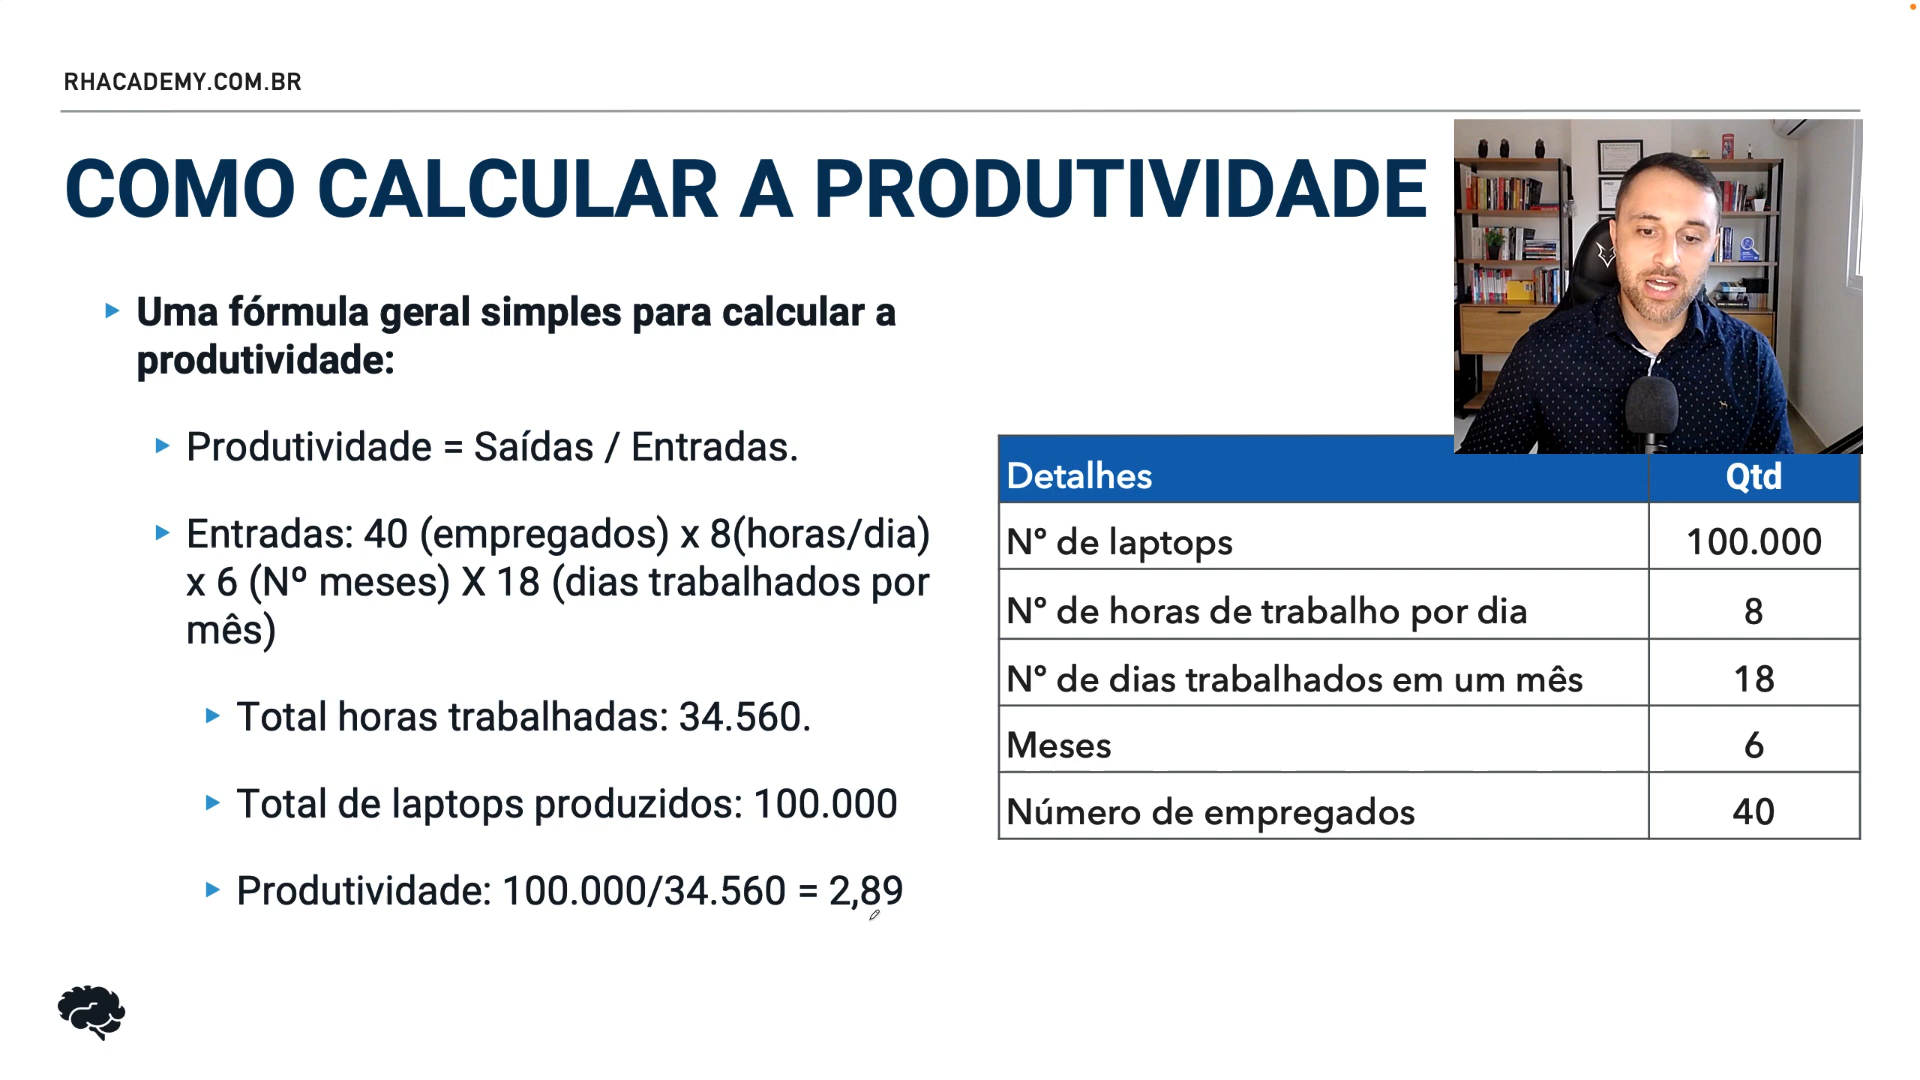 RHACADEMY.COM.BR
COMO CALCULAR A PRODUTIVIDADE
Uma fórmula geral simples para calcular a
produtividade:
Produtividade = Saídas / Entradas.
Entradas: 40 (empregados) x 8(horas/dia)
x 6 (Nº meses) X 18 (dias trabalhados por
mês)
Total horas trabalhadas: 34.560.
Total de laptops produzidos: 100.000
Produtividade: 100.000/34.560 = 2,89
Detalhes Qtd
Nº de laptops 100.000
Nº de horas de trabalho por dia 8
Nº de dias trabalhados em um mês 18
Meses 6
Número de empregados 40